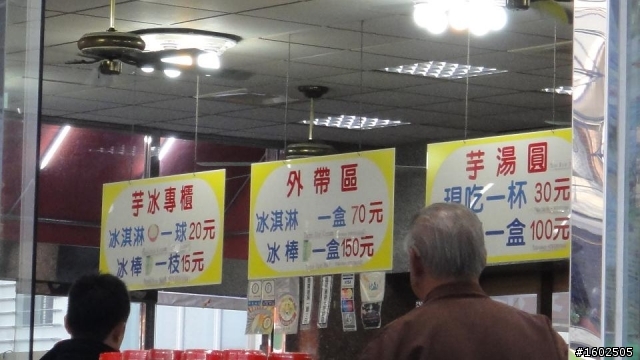 芋冰專櫃
冰淇淋 一球20元
冰棒 一枝15元
外帶區
冰淇淋 一盒70元
冰棒 一盒150元
芋湯圓
現吃一杯 30元
一盒100元
#1602505